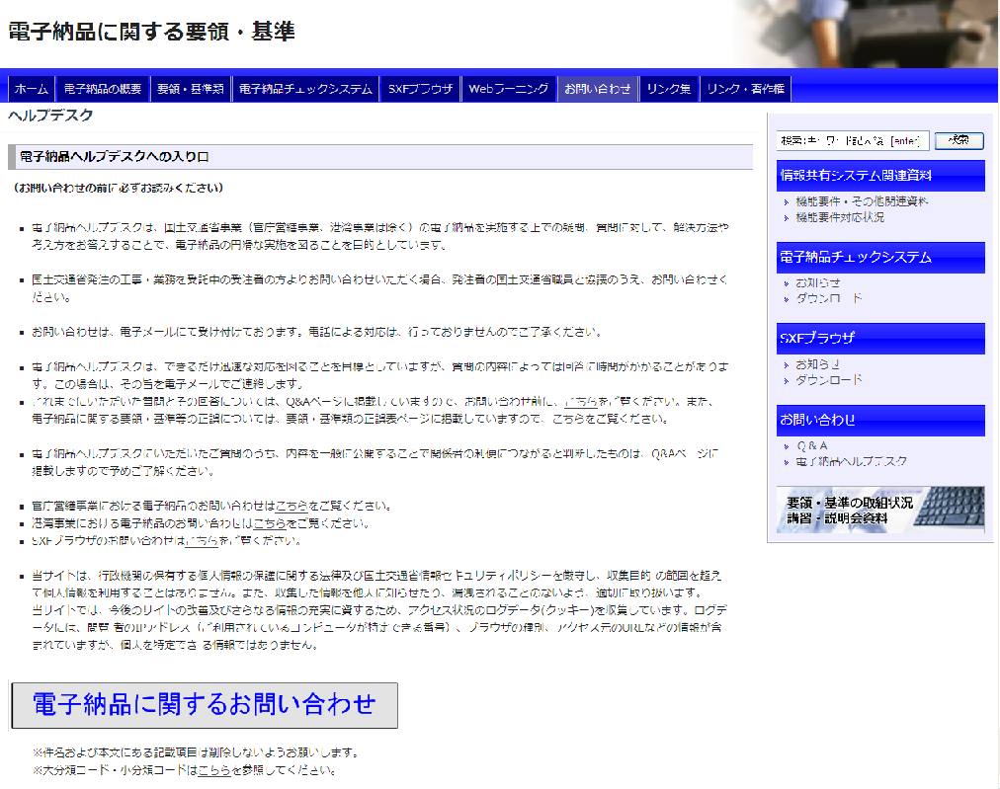 電子納品に関する要領・基準
ホーム 電子納品の概要 要領・基準類 電子納品チェックシステム SXFブラウザ Webラーニング お問い合わせ リンク集 リンク・著作権
ヘルプデスク
電子納品ヘルプデスクへの入り口
（お問い合わせの前に必ずお読みください）
電子納品ヘルプデスクは、国土交通省事業（官庁営繕事業、港湾事業は除く）の電子納品を実施する上での疑問、質問に対して、解決方法や
考え方をお答えすることで、電子納品の円滑な実施を図ることを目的としています。
国土交通省発注の工事・業務を受託中の受注者の方よりお問い合わせいただく場合、発注者の国土交通省職員と協議のうえ、お問い合わせく
ださい。
お問い合わせは、電子メールにて受け付けております。電話による対応は、行っておりませんのでご了承ください。
電子納品ヘルプデスクは、できるだけ迅速な対応を図ることを目標としていますが、質問の内容によっては回答に時間がかかることがありま
す。この場合は、その旨を電子メールでご連絡します。
これまでにいただいた質問とその回答については、Q&Aページに掲載していますので、お問い合わせ前に、こちらをご覧ください。また、
電子納品に関する要領・基準等の正誤については、要領・基準類の正誤表ページに掲載していますので、こちらをご覧ください。
電子納品ヘルプデスクにいただいたご質問のうち、内容を一般に公開することで関係者の利便につながると判断したものは、Q&Aページに
掲載しますので予めご了解ください。
官庁営繕事業における電子納品のお問い合わせはこちらをご覧ください。
港湾事業における電子納品のお問い合わせはこちらをご覧ください。
SXFブラウザのお問い合わせはこちらをご覧ください。
当サイトは、行政機関の保有する個人情報の保護に関する法律及び国土交通省情報セキュリティポリシーを厳守し、収集目的 の範囲を超え
て個人情報を利用することはありません。また、収集した情報を他人に知らせたり、漏洩されることのないよう、適切に取り扱います。
当サイトでは、今後のサイトの改善及びさらなる情報の充実に資するため、アクセス状況のログデータ(クッキー)を収集しています。ログデ
ータには、閲覧 者のIPアドレス（ご利用されているコンピュータが特定できる番号）、ブラウザの種別、アクセス元のURLなどの情報が含
まれていますが、個人を特定でき る情報ではありません。
電子納品に関するお問い合わせ
※件名および本文にある記載項目は削除しないようお願いします。
※大分類コード・小分類コードはこちらを参照してください。
検索:キーワード記入後 [enter] 検索
情報共有システム関連資料
機能要件・その他関連資料
機能要件対応状況
電子納品チェックシステム
お知らせ
ダウンロード
SXFブラウザ
お知らせ
ダウンロード
お問い合わせ
Q&A
電子納品ヘルプデスク
要領・基準の取組状況
講習・説明会資料